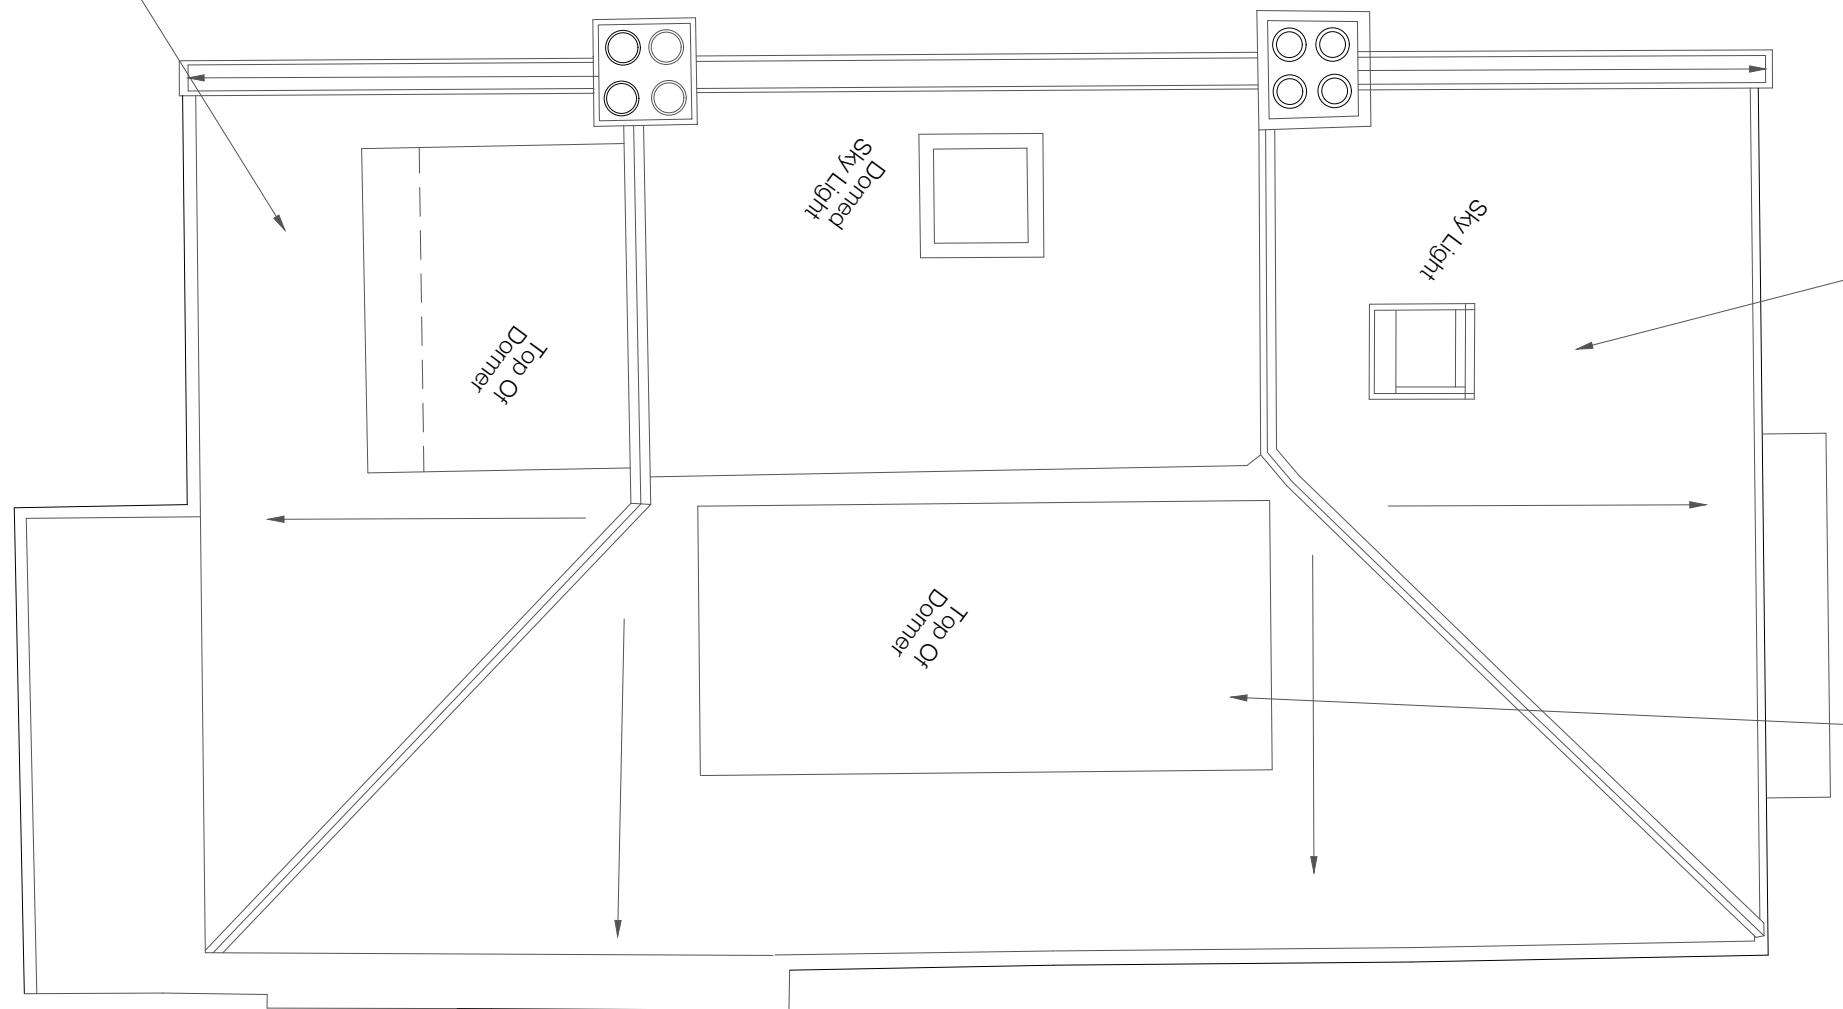 Domed
Sky Light
Sky Light
Top Of
Dormer
Top Of
Dormer